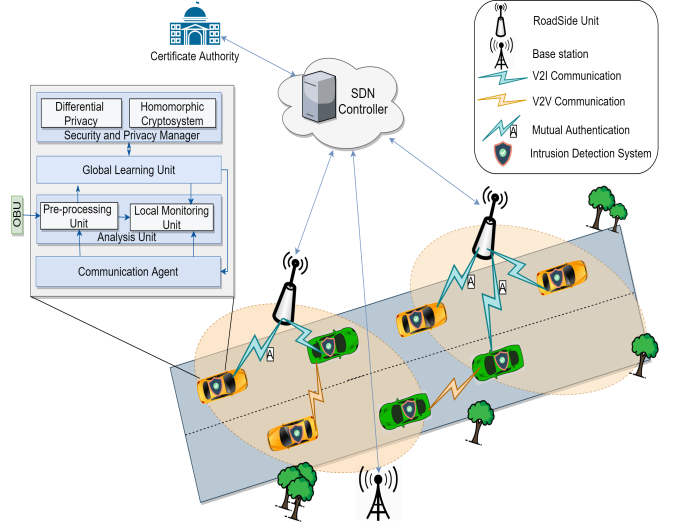 Certificate Authority
SDN
Controller
RoadSide Unit
Base station
V2I Communication
V2V Communication
A
Mutual Authentication
Intrusion Detection System
Differential
Privacy
Homomorphic
Cryptosystem
Security and Privacy Manager
Global Learning Unit
OBU
Pre-processing
Unit
Local Monitoring
Unit
Analysis Unit
Communication Agent
A
A
A